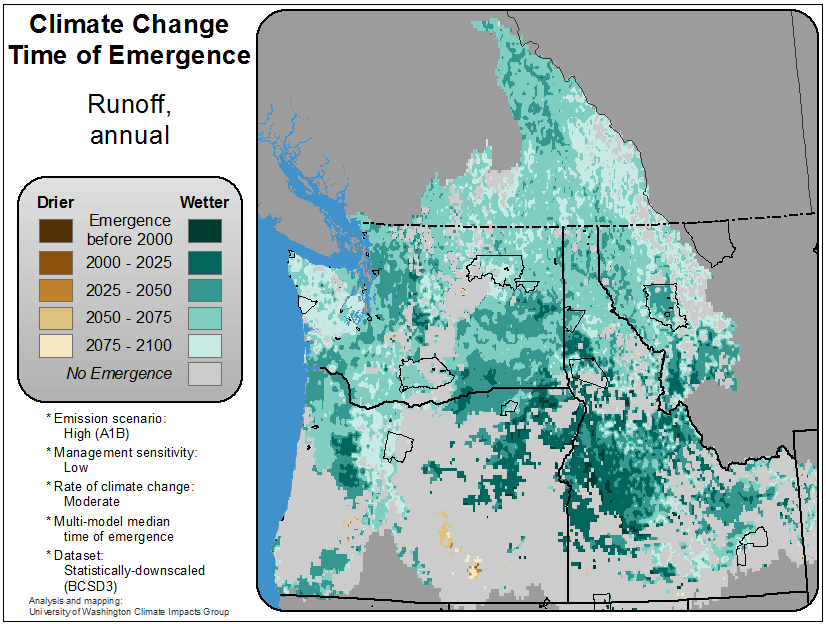 Climate Change
Time of Emergence
Runoff,
annual
Drier
Wetter
Emergence
before 2000
2000 - 2025
2025 - 2050
2050 - 2075
2075 - 2100
No Emergence
* Emission scenario:
High (A1B)
* Management sensitivity:
Low
* Rate of climate change:
Moderate
* Multi-model median
time of emergence
* Dataset:
Statistically-downscaled
(BCSD3)
Analysis and mapping:
University of Washington Climate Impacts Group